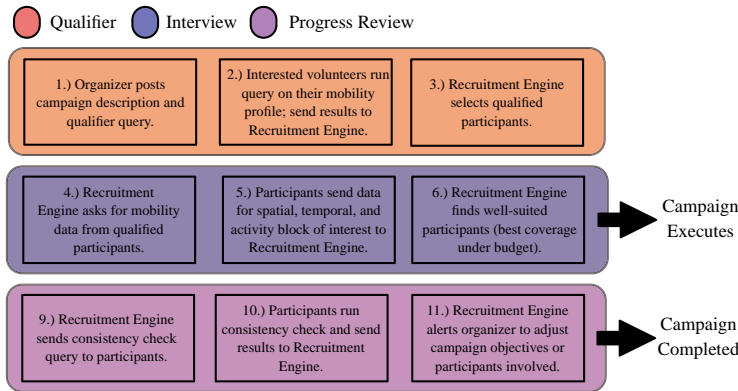 Qualifier Interview Progress Review
1.) Organizer posts
campaign description and
qualifier query.
2.) Interested volunteers run
query on their mobility
profile; send results to
Recruitment Engine.
3.) Recruitment Engine
selects qualified
participants.
4.) Recruitment
Engine asks for mobility
data from qualified
participants.
5.) Participants send data
for spatial, temporal, and
activity block of interest to
Recruitment Engine.
6.) Recruitment Engine
finds well-suited
participants (best coverage
under budget).
Campaign
Executes
9.) Recruitment Engine
sends consistency check
query to participants.
10.) Participants run
consistency check and send
results to Recruitment
Engine.
11.) Recruitment Engine
alerts organizer to adjust
campaign objectives or
participants involved.
Campaign
Completed